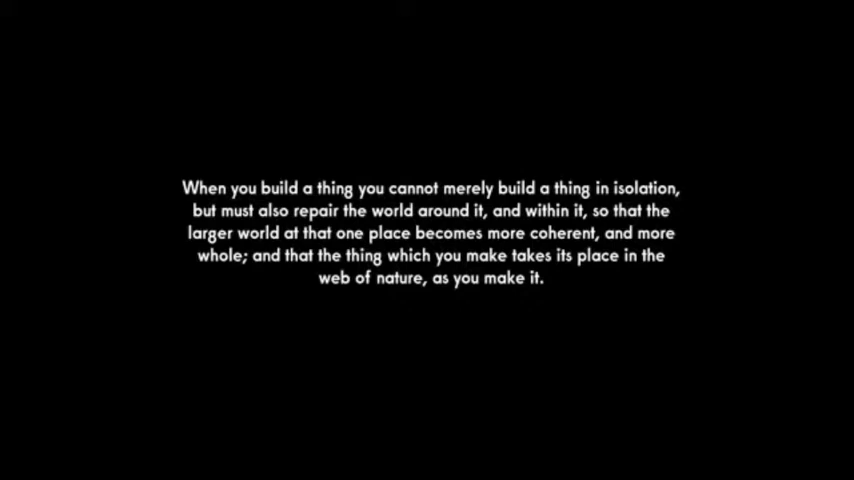 When you build a thing you cannot merely build a thing in isolation,
but must also repair the world around it, and within it, so that the
larger world at that one place becomes more coherent, and more
whole; and that the thing which you make takes its place in the
web of nature, as you make it.